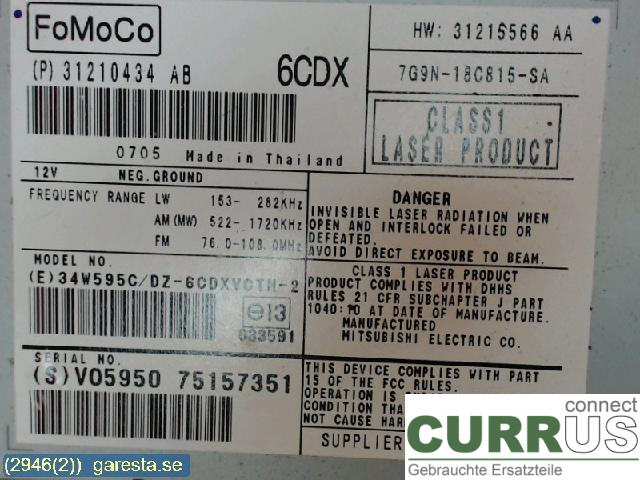 FoMoCo
HW: 31215566 AA
(P) 31210434 AB
6CDX
7G9N-18C815-SA
CLASS1
LASER PRODUCT
0705 Made in Thailand
12V NEG.GROUND
FREQUENCY RANGE LW 153- 282KHz
AM(MW) 522-1720KHz
FM 76.0-108.0MHz
DANGER
INVISIBLE LASER RADIATION WHEN
OPEN AND INTERLOCK FAILED OR
DEFEATED.
AVOID DIRECT EXPOSURE TO BEAM.
MODEL NO.
(E)34W595C/DZ-6CDXYCTH-2
e13
033591
CLASS 1 LASER PRODUCT
PRODUCT COMPLIES WITH DHHS
RULES 21 CFR SUBCHAPTER J PART
1040:10 AT DATE OF MANUFACTURE.
MANUFACTURED
MITSUBISHI ELECTRIC CO.
SERIAL NO.
(S)V05950 75157351
THIS DEVICE COMPLIES WITH PART
15 OF THE FCC RULES.
OPERATION IS
CONDITION THAT
NOT CAUSE
SUPPLIER
connect
CURRUS
Gebrauchte Ersatzteile
(2946(2)) garesta.se